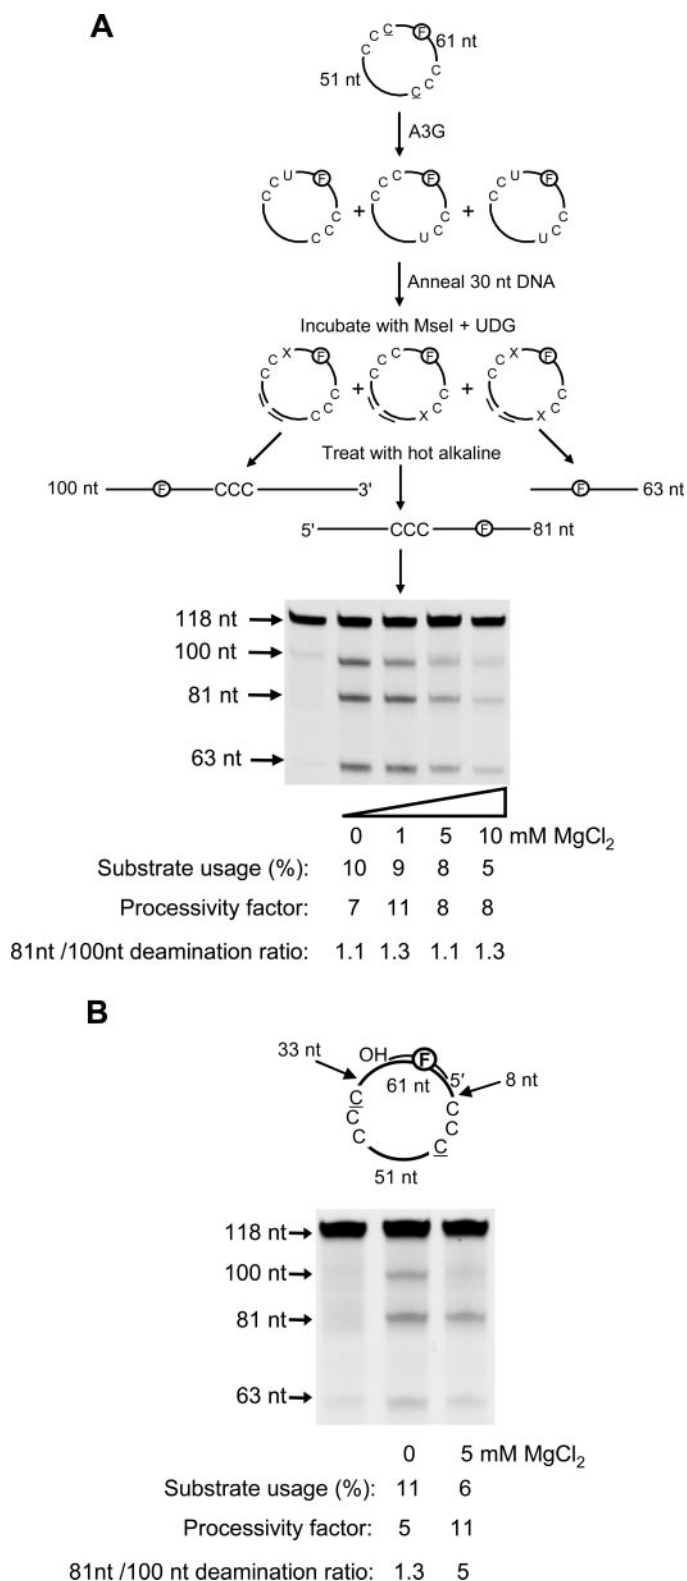 A
C C C F 61 nt
51 nt
C C C
A3G
C C U F
C C C
+
C C C F
U C C
+
C C U F
U C C
Anneal 30 nt DNA
Incubate with MseI + UDG
C C X F
C C C
+
C C C F
X C C
+
C C X F
X C C
Treat with hot alkaline
100 nt F CCC 3'
F 63 nt
5' CCC F 81 nt
118 nt
100 nt
81 nt
63 nt
0 1 5 10 mM MgCl2
Substrate usage (%): 10 9 8 5
Processivity factor: 7 11 8 8
81nt /100nt deamination ratio: 1.1 1.3 1.1 1.3
B
33 nt OH F 5′
61 nt 8 nt
C C C
C C C
51 nt
118 nt
100 nt
81 nt
63 nt
0 5 mM MgCl2
Substrate usage (%): 11 6
Processivity factor: 5 11
81nt /100 nt deamination ratio: 1.3 5